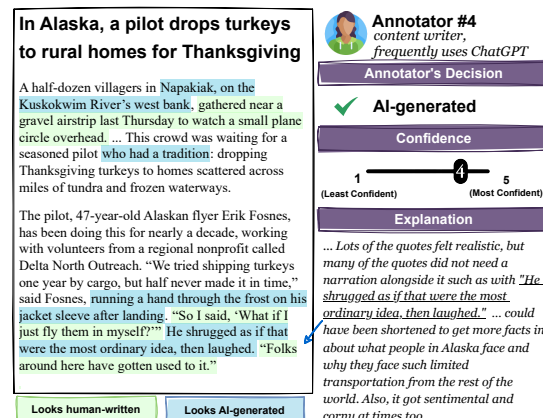 In Alaska, a pilot drops turkeys
to rural homes for Thanksgiving
A half-dozen villagers in Napakiak, on the
Kuskokwim River's west bank, gathered near a
gravel airstrip last Thursday to watch a small plane
circle overhead. ... This crowd was waiting for a
seasoned pilot who had a tradition: dropping
Thanksgiving turkeys to homes scattered across
miles of tundra and frozen waterways.
The pilot, 47-year-old Alaskan flyer Erik Fosnes,
has been doing this for nearly a decade, working
with volunteers from a regional nonprofit called
Delta North Outreach. “We tried shipping turkeys
one year by cargo, but half never made it in time,”
said Fosnes, running a hand through the frost on his
jacket sleeve after landing. “So I said, ‘What if I
just fly them in myself?’” He shrugged as if that
were the most ordinary idea, then laughed. “Folks
around here have gotten used to it.”
Looks human-written
Looks AI-generated
Annotator #4
content writer,
frequently uses ChatGPT
Annotator's Decision
AI-generated
Confidence
1
4
5
(Least Confident)
(Most Confident)
Explanation
... Lots of the quotes felt realistic, but
many of the quotes did not need a
narration alongside it such as with "He
shrugged as if that were the most
ordinary idea, then laughed." ... could
have been shortened to get more facts in
about what people in Alaska face and
why they face such limited
transportation from the rest of the
world. Also, it got sentimental and
corny at times too.